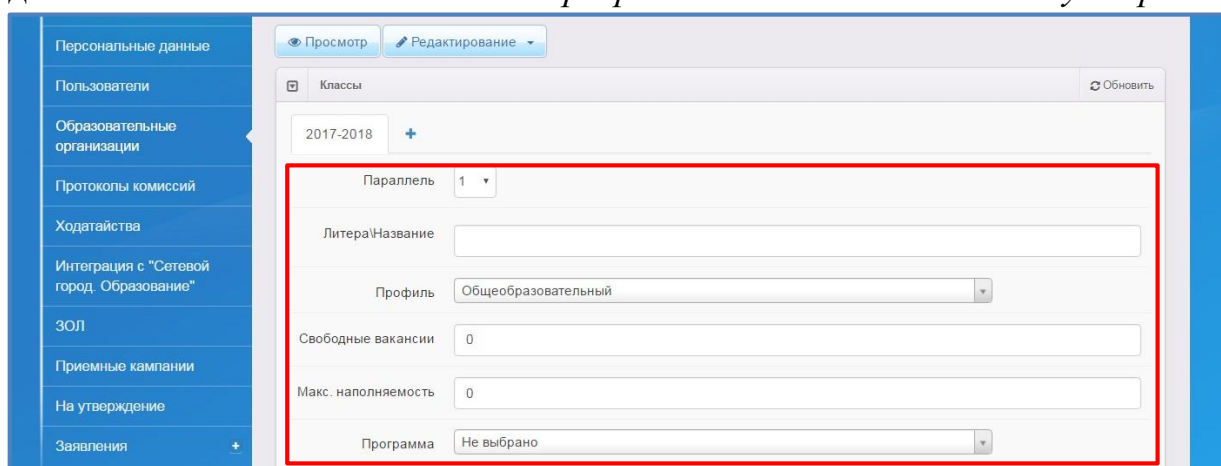 Персональные данные
Пользователи
Образовательные
организации
Протоколы комиссий
Ходатайства
Интеграция с "Сетевой
город. Образование"
ЗОЛ
Приемные кампании
На утверждение
Заявления +
Просмотр Редактирование
Классы Обновить
2017-2018 +
Параллель 1
Литера\Название
Профиль Общеобразовательный
Свободные вакансии 0
Макс. наполняемость 0
Программа Не выбрано